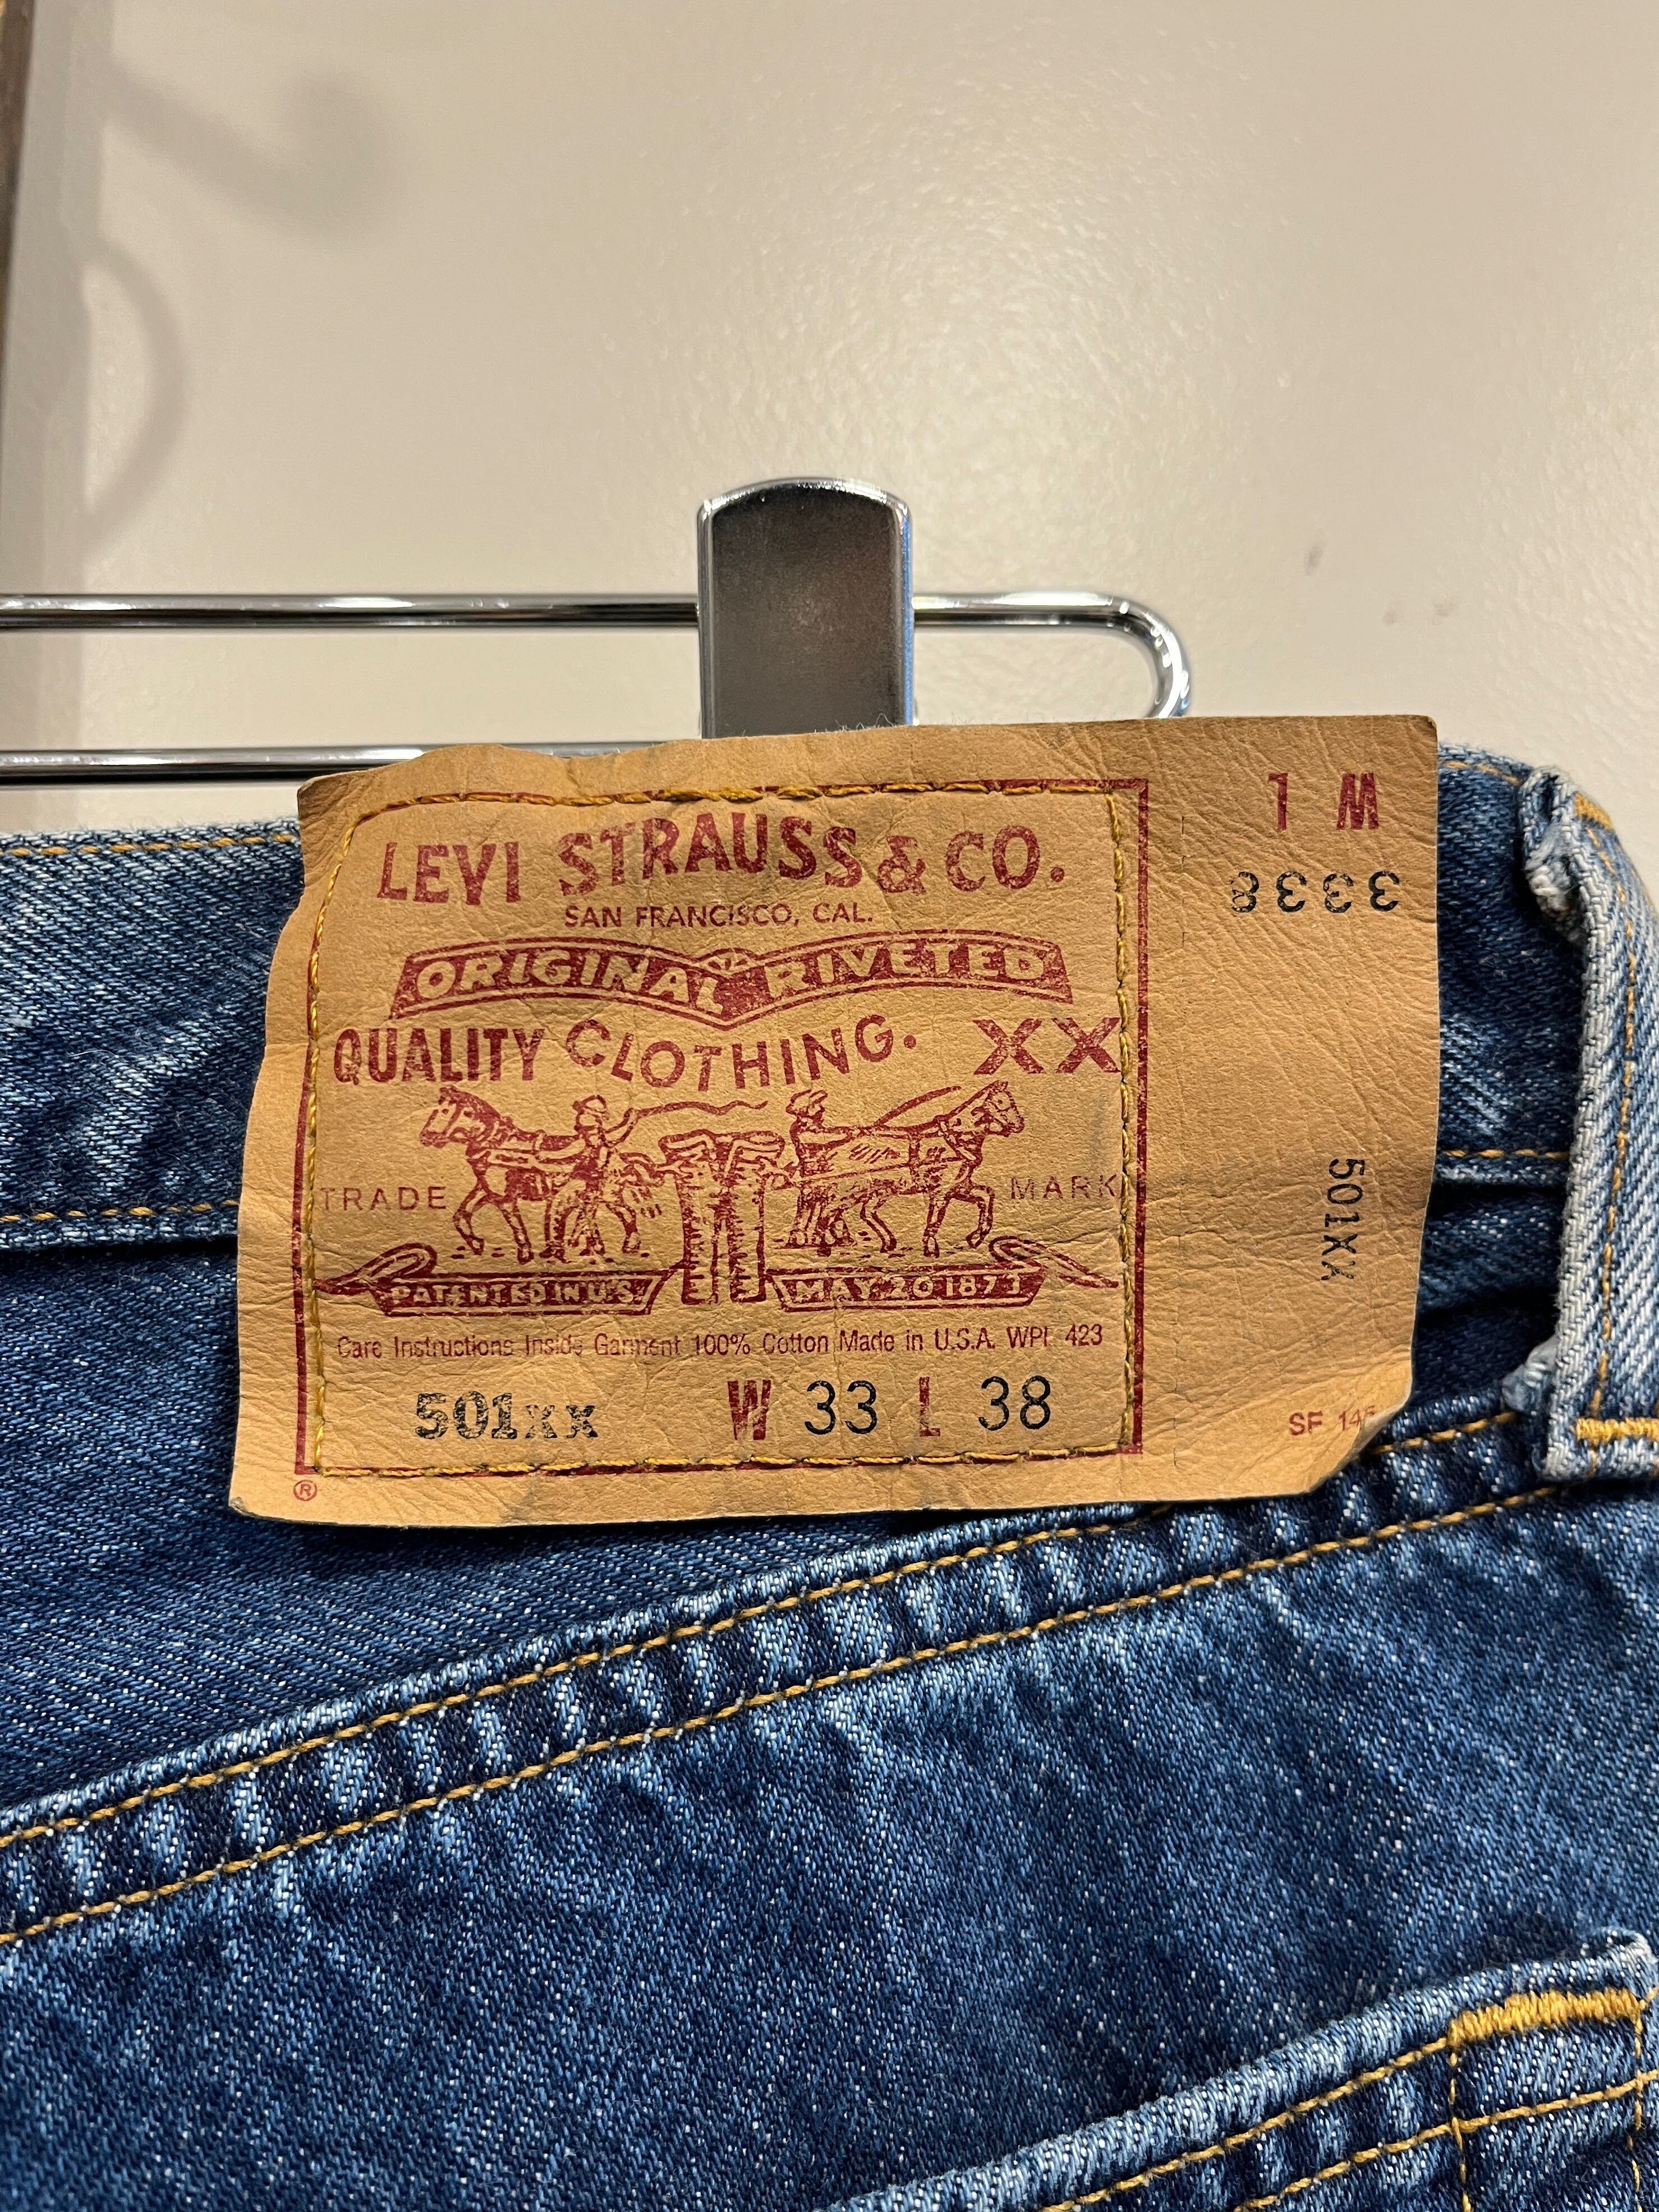 LEVI STRAUSS & CO.
SAN FRANCISCO, CAL.
ORIGINAL RIVETED
QUALITY CLOTHING. XX
TRADE MARK
PATENTED IN U.S. MAY 20 1873
Care Instructions Inside Garment 100% Cotton Made in U.S.A. WPL 423
501xx W 33 L 38
®
1 M
3338
501XX
SF